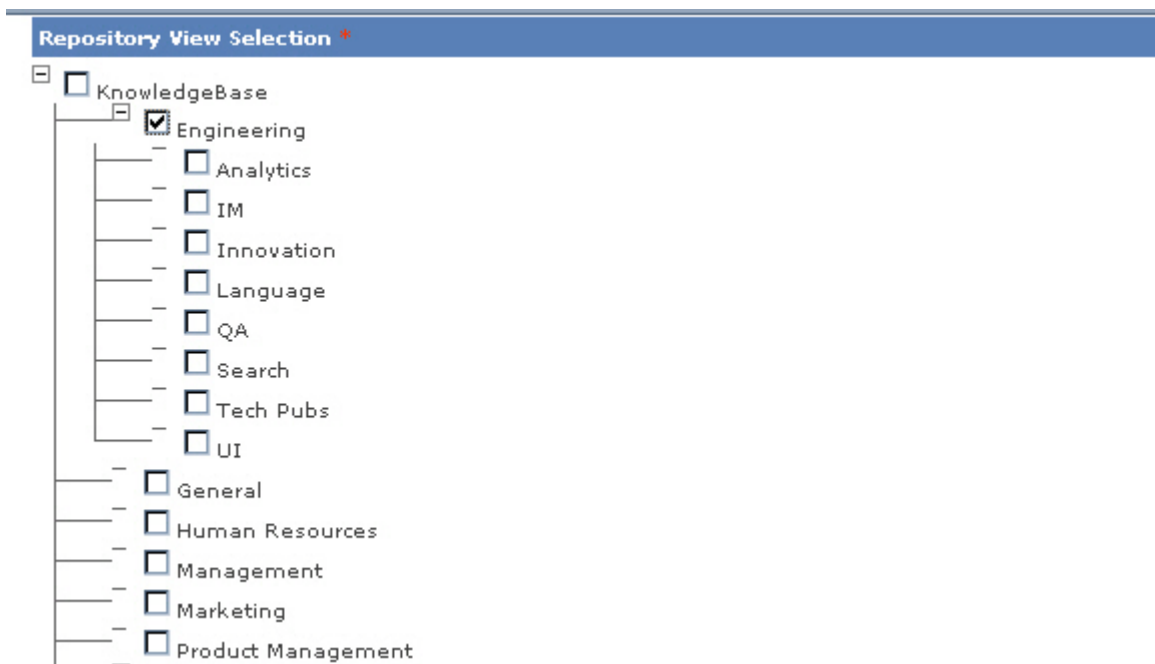 Repository View Selection *
KnowledgeBase
Engineering
Analytics
IM
Innovation
Language
QA
Search
Tech Pubs
UI
General
Human Resources
Management
Marketing
Product Management